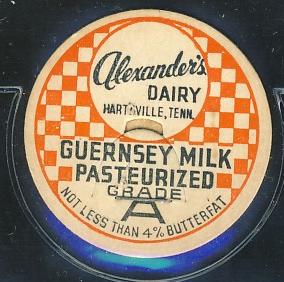 Alexander's
DAIRY
HARTSVILLE, TENN.
GUERNSEY MILK
PASTEURIZED
GRADE
A
NOT LESS THAN 4% BUTTERFAT